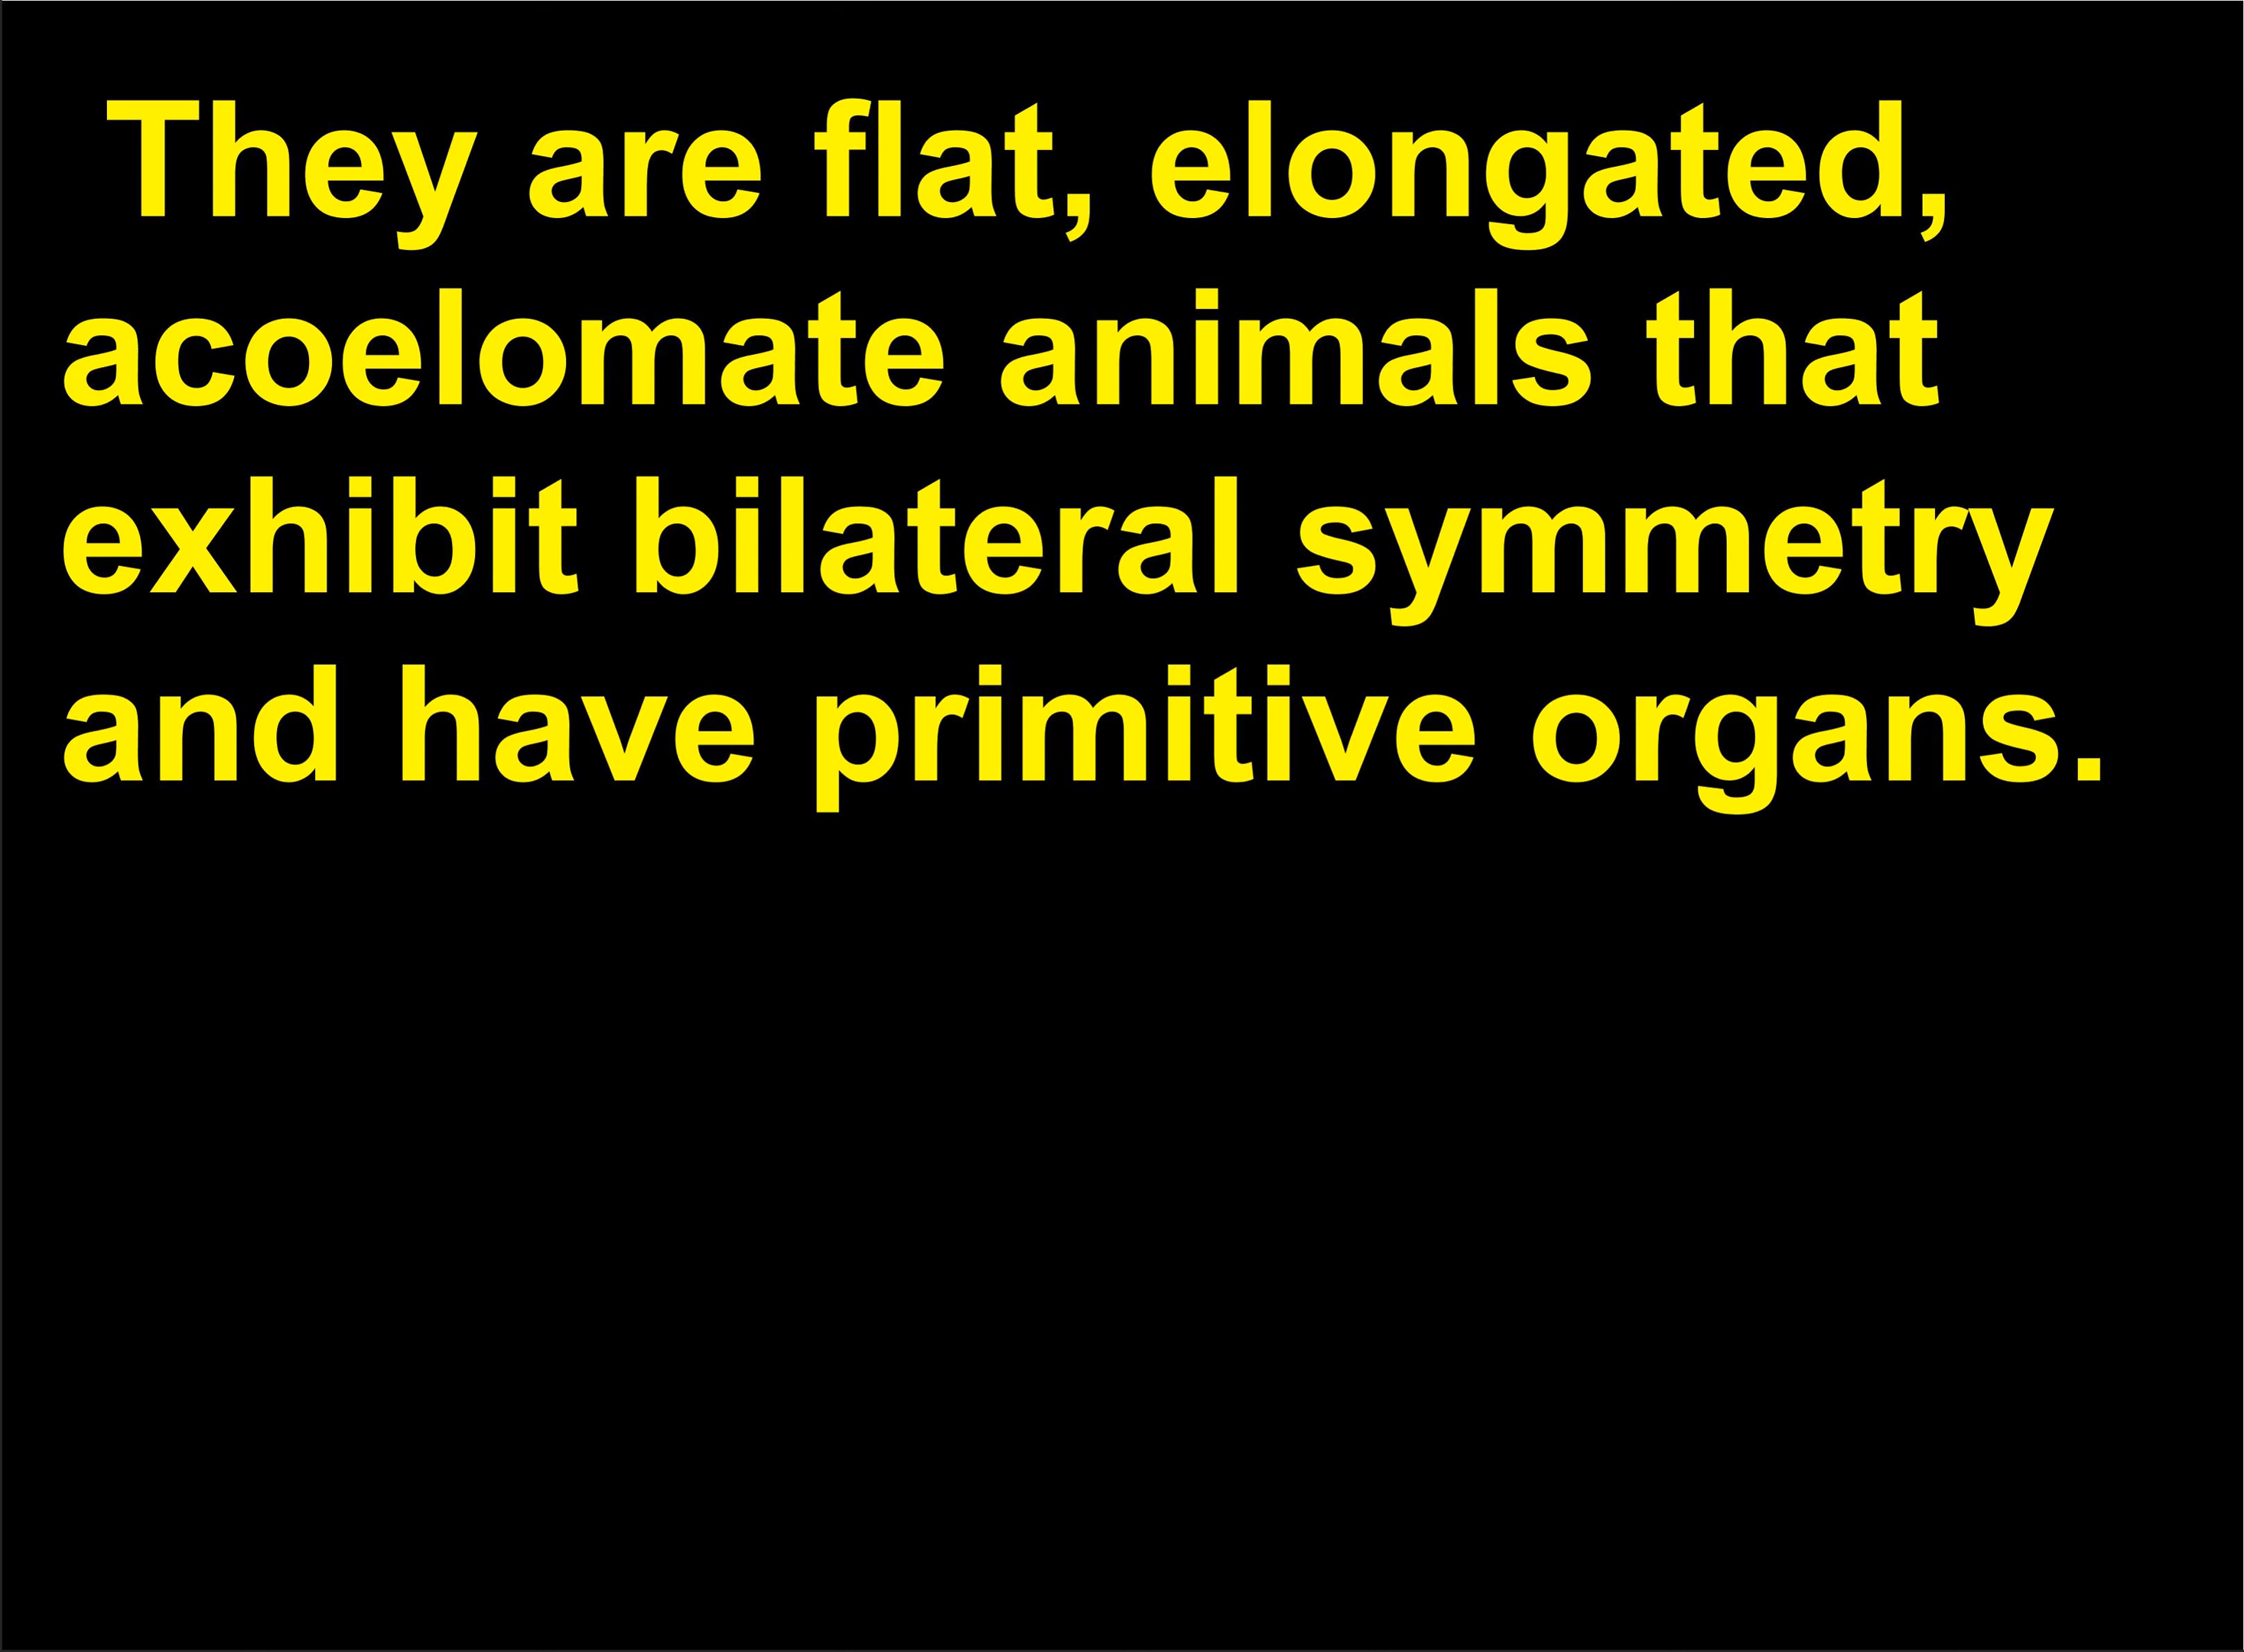 They are flat, elongated,
acoelomate animals that
exhibit bilateral symmetry
and have primitive organs.